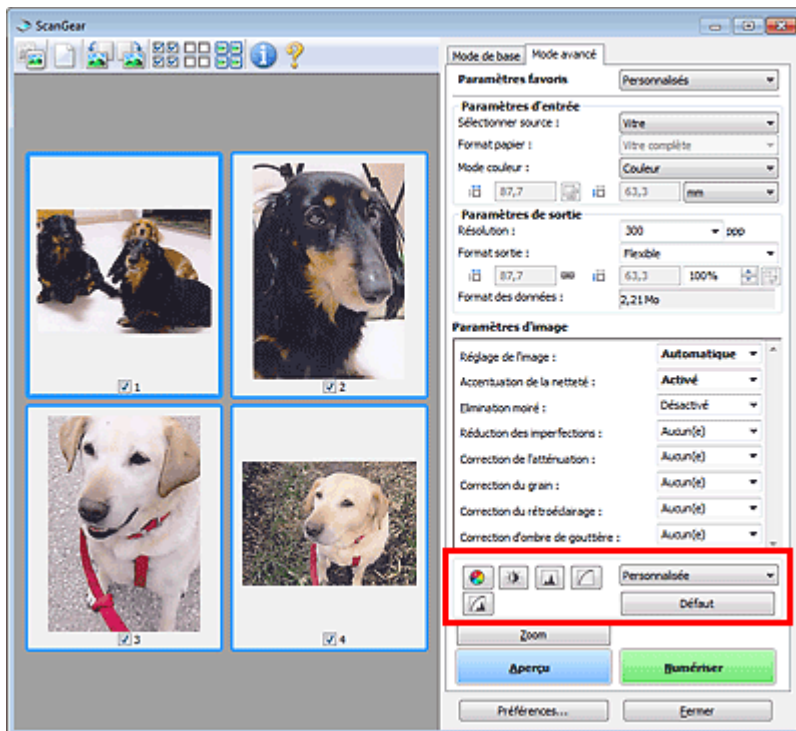 ScanGear
Mode de base Mode avancé
Paramètres favoris Personnalisés
Paramètres d'entrée
Sélectionner source : Vitre
Format papier : Vitre complète
Mode couleur : Couleur
87,7 63,3 mm
Paramètres de sortie
Résolution : 300 ppp
Format sortie : Flexible
87,7 63,3 100%
Format des données : 2,21 Mo
Paramètres d'image
Réglage de l'image : Automatique
Accentuation de la netteté : Activé
Elimination moiré : Désactivé
Réduction des imperfections : Aucun(e)
Correction de l'atténuation : Aucun(e)
Correction du grain : Aucun(e)
Correction du rétroéclairage : Aucun(e)
Correction d'ombre de gouttière : Aucun(e)
Personnalisée
Défaut
Zoom
Aperçu Numériser
Préférences... Fermer
1
2
3
4